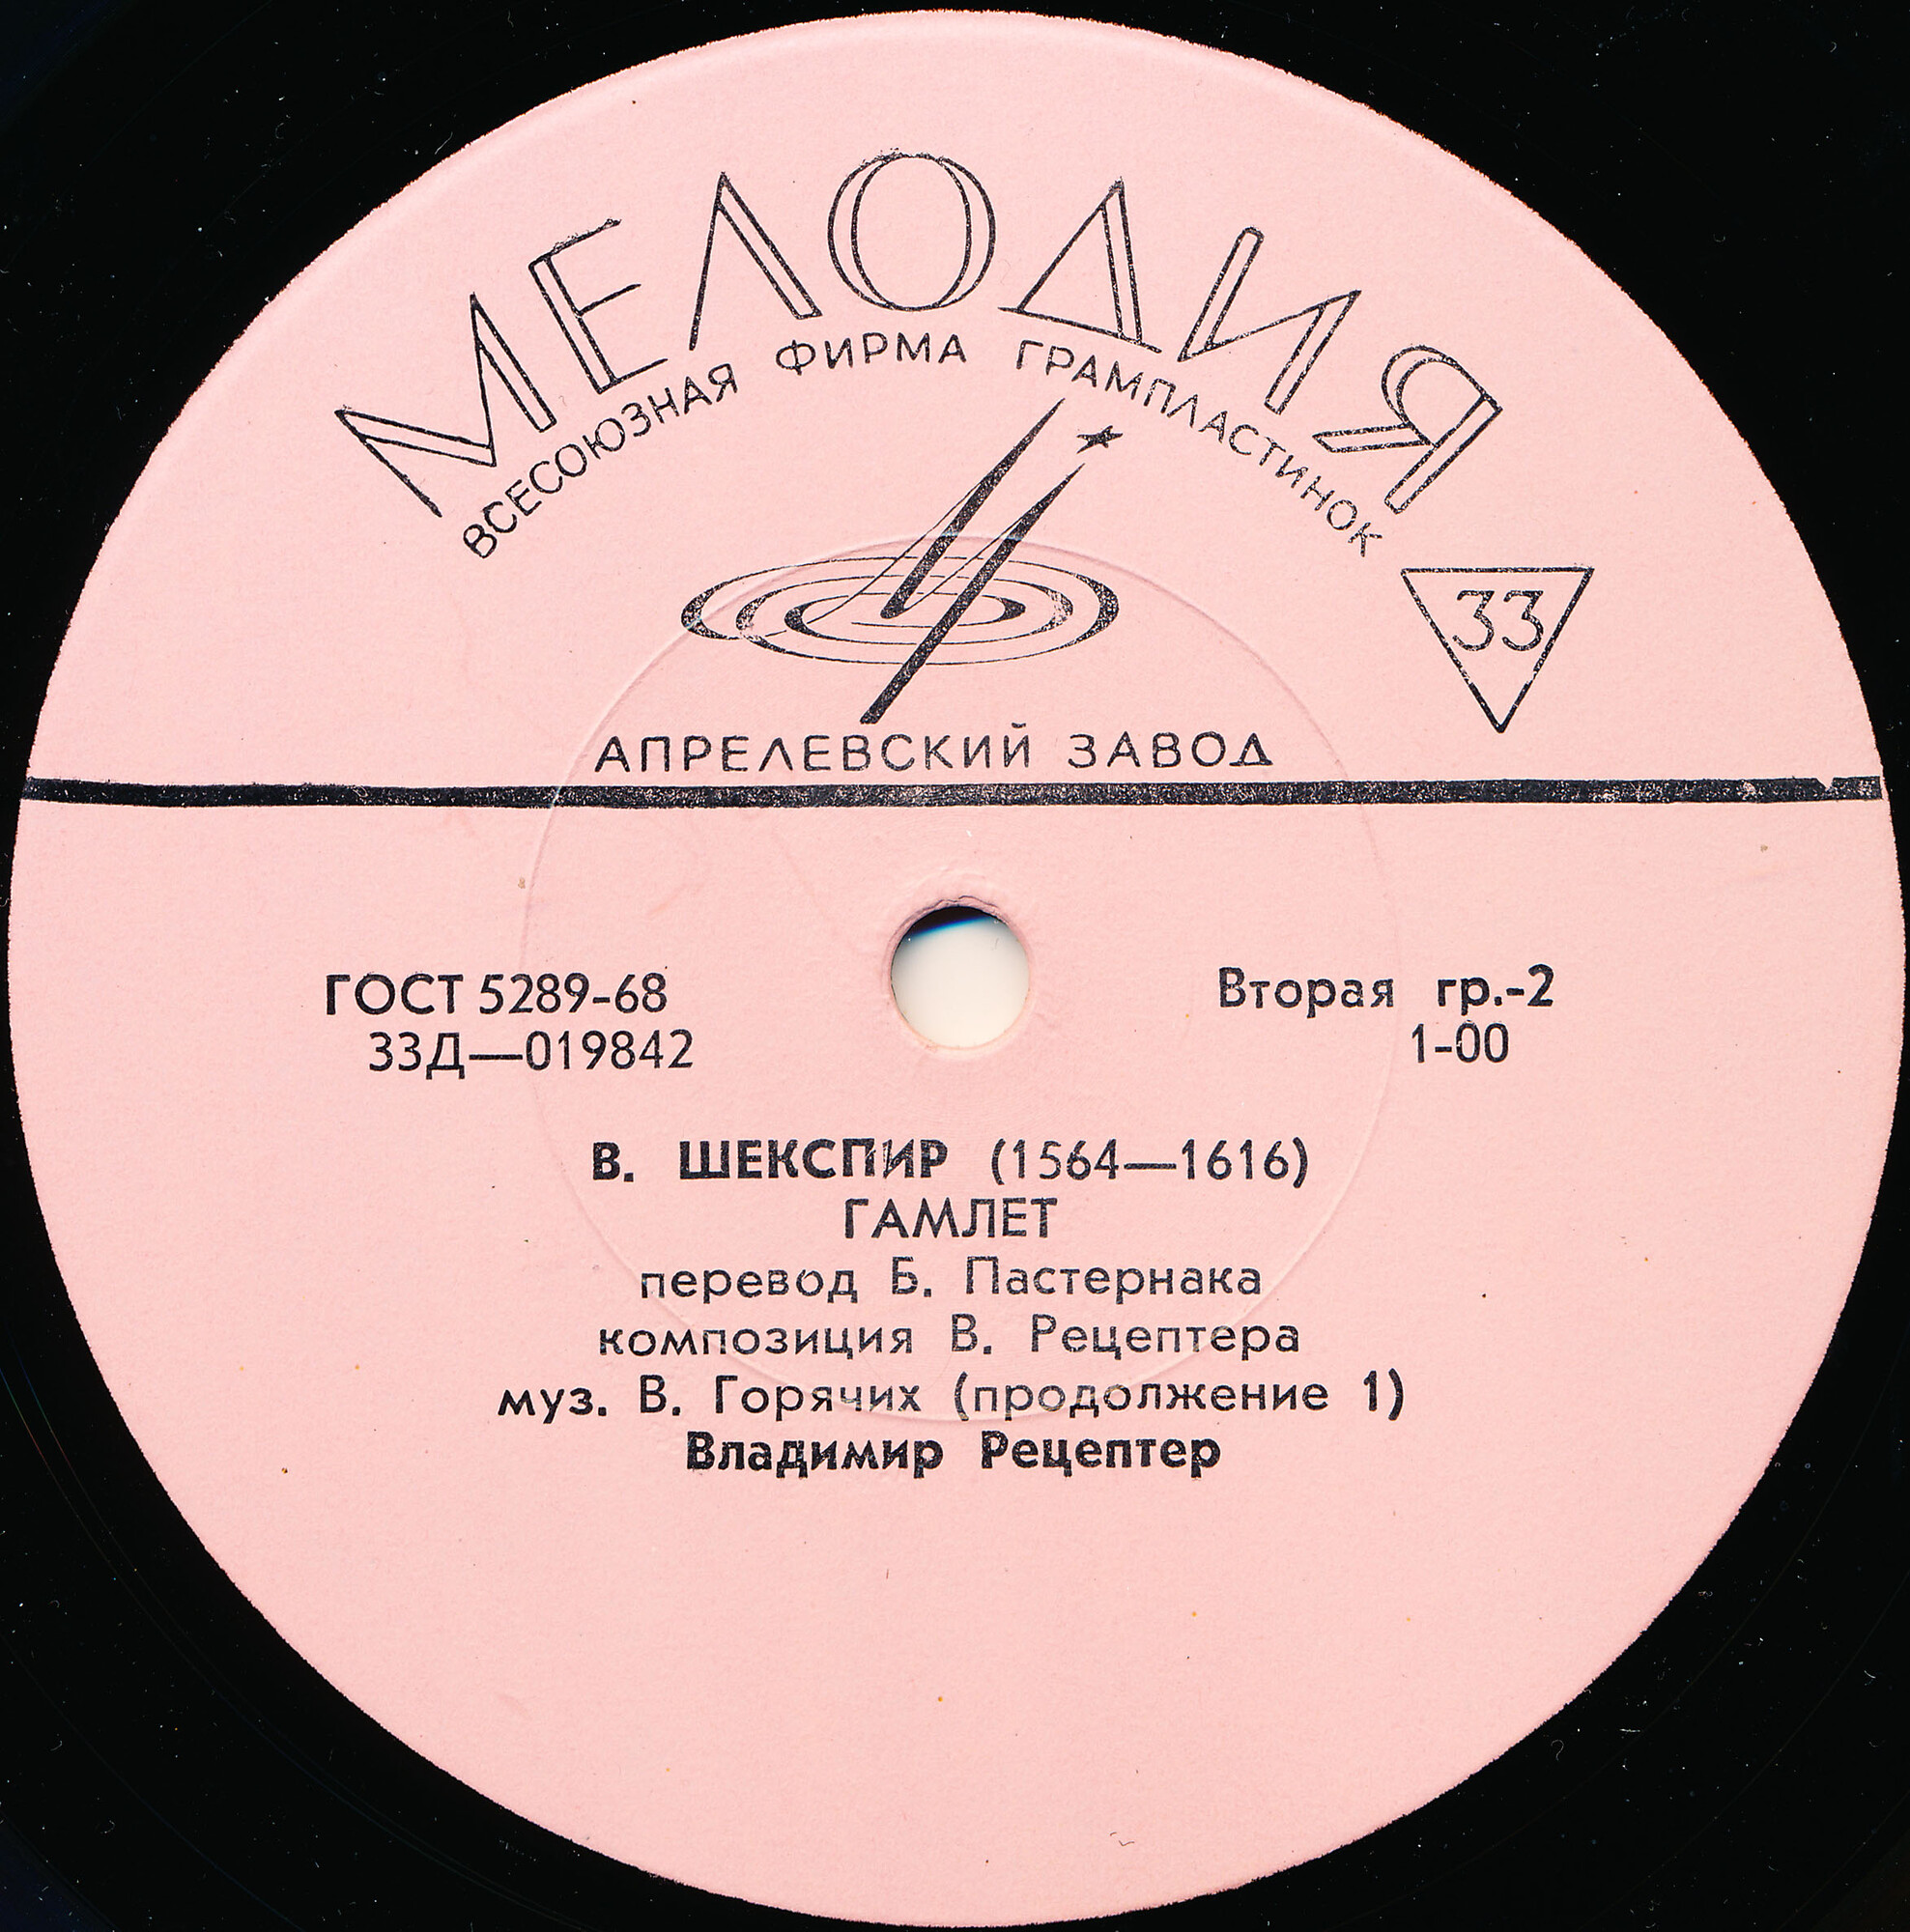 МЕЛОДИЯ
ВСЕСОЮЗНАЯ ФИРМА ГРАМПЛАСТИНОК
33
АПРЕЛЕВСКИЙ ЗАВОД
ГОСТ 5289-68
33Д—019842
Вторая гр.-2
1-00
В. ШЕКСПИР (1564—1616)
ГАМЛЕТ
перевод Б. Пастернака
композиция В. Рецептера
муз. В. Горячих (продолжение 1)
Владимир Рецептер